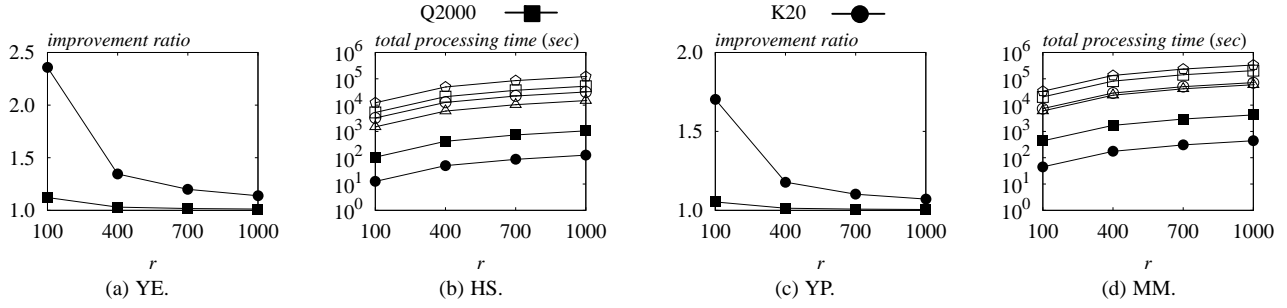 Q2000 K20
improvement ratio
2.5
2.0
1.5
1.0
100 400 700 1000
r
(a) YE.
total processing time (sec)
10^6
10^5
10^4
10^3
10^2
10^1
10^0
100 400 700 1000
r
(b) HS.
improvement ratio
2.0
1.5
1.0
100 400 700 1000
r
(c) YP.
total processing time (sec)
10^6
10^5
10^4
10^3
10^2
10^1
10^0
100 400 700 1000
r
(d) MM.